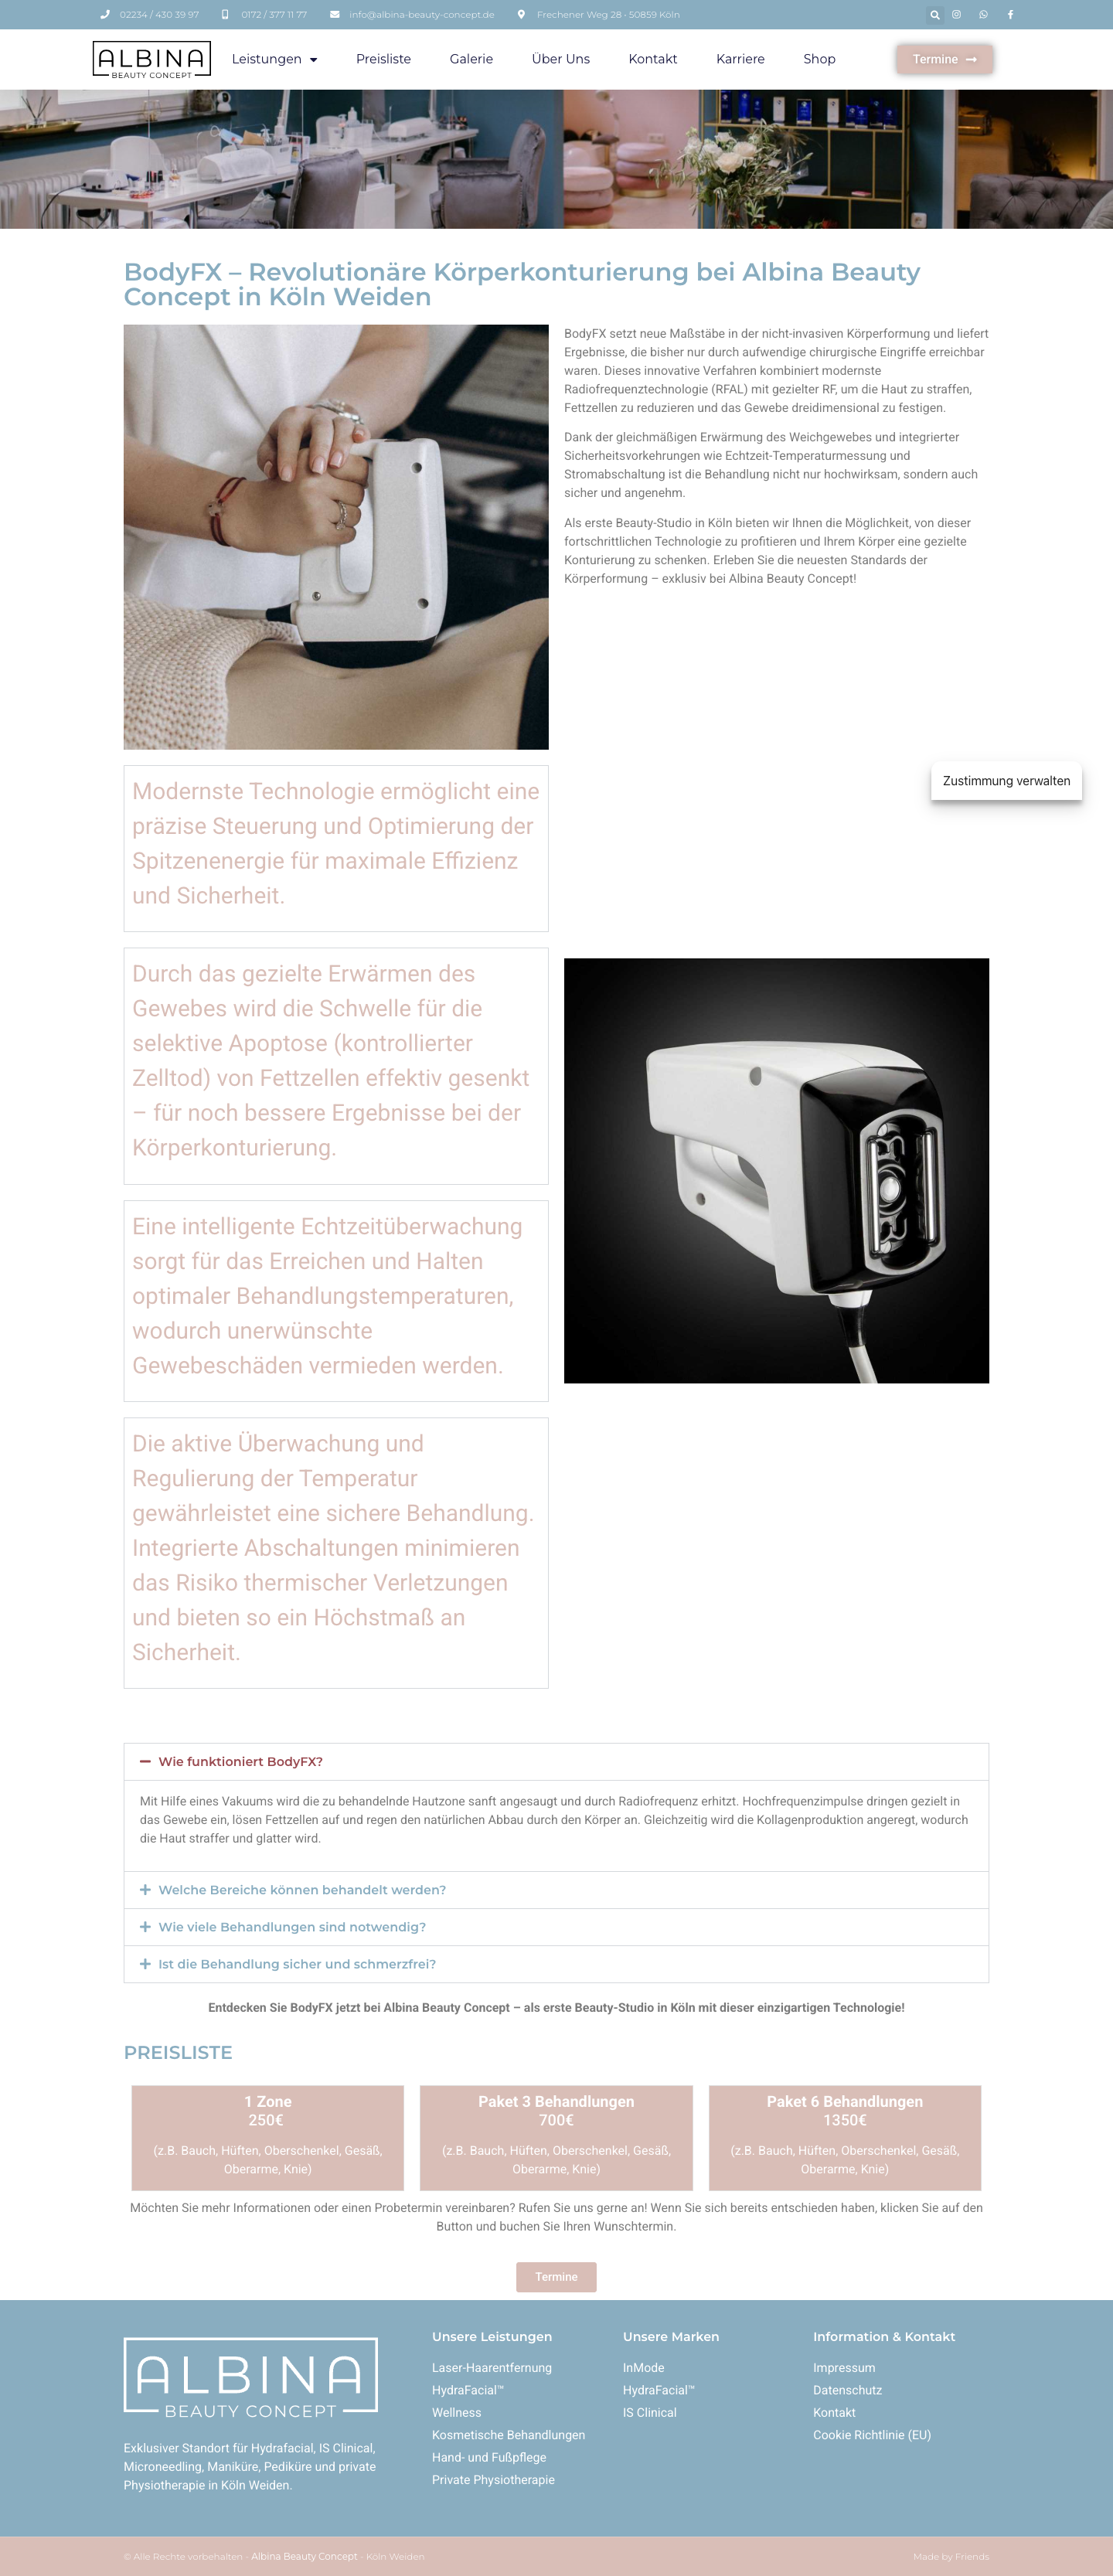 02234 / 430 39 97
0172 / 377 11 77
info@albina-beauty-concept.de
Frechener Weg 28 · 50859 Köln
ALBINA
BEAUTY CONCEPT
Leistungen
Preisliste
Galerie
Über Uns
Kontakt
Karriere
Shop
Termine
BodyFX – Revolutionäre Körperkonturierung bei Albina Beauty
Concept in Köln Weiden
BodyFX setzt neue Maßstäbe in der nicht-invasiven Körperformung und liefert
Ergebnisse, die bisher nur durch aufwendige chirurgische Eingriffe erreichbar
waren. Dieses innovative Verfahren kombiniert modernste
Radiofrequenztechnologie (RFAL) mit gezielter RF, um die Haut zu straffen,
Fettzellen zu reduzieren und das Gewebe dreidimensional zu festigen.
Dank der gleichmäßigen Erwärmung des Weichgewebes und integrierter
Sicherheitsvorkehrungen wie Echtzeit-Temperaturmessung und
Stromabschaltung ist die Behandlung nicht nur hochwirksam, sondern auch
sicher und angenehm.
Als erste Beauty-Studio in Köln bieten wir Ihnen die Möglichkeit, von dieser
fortschrittlichen Technologie zu profitieren und Ihrem Körper eine gezielte
Konturierung zu schenken. Erleben Sie die neuesten Standards der
Körperformung – exklusiv bei Albina Beauty Concept!
Zustimmung verwalten
Modernste Technologie ermöglicht eine
präzise Steuerung und Optimierung der
Spitzenenergie für maximale Effizienz
und Sicherheit.
Durch das gezielte Erwärmen des
Gewebes wird die Schwelle für die
selektive Apoptose (kontrollierter
Zelltod) von Fettzellen effektiv gesenkt
– für noch bessere Ergebnisse bei der
Körperkonturierung.
Eine intelligente Echtzeitüberwachung
sorgt für das Erreichen und Halten
optimaler Behandlungstemperaturen,
wodurch unerwünschte
Gewebeschäden vermieden werden.
Die aktive Überwachung und
Regulierung der Temperatur
gewährleistet eine sichere Behandlung.
Integrierte Abschaltungen minimieren
das Risiko thermischer Verletzungen
und bieten so ein Höchstmaß an
Sicherheit.
Wie funktioniert BodyFX?
Mit Hilfe eines Vakuums wird die zu behandelnde Hautzone sanft angesaugt und durch Radiofrequenz erhitzt. Hochfrequenzimpulse dringen gezielt in
das Gewebe ein, lösen Fettzellen auf und regen den natürlichen Abbau durch den Körper an. Gleichzeitig wird die Kollagenproduktion angeregt, wodurch
die Haut straffer und glatter wird.
Welche Bereiche können behandelt werden?
Wie viele Behandlungen sind notwendig?
Ist die Behandlung sicher und schmerzfrei?
Entdecken Sie BodyFX jetzt bei Albina Beauty Concept – als erste Beauty-Studio in Köln mit dieser einzigartigen Technologie!
PREISLISTE
1 Zone
250€
(z.B. Bauch, Hüften, Oberschenkel, Gesäß,
Oberarme, Knie)
Paket 3 Behandlungen
700€
(z.B. Bauch, Hüften, Oberschenkel, Gesäß,
Oberarme, Knie)
Paket 6 Behandlungen
1350€
(z.B. Bauch, Hüften, Oberschenkel, Gesäß,
Oberarme, Knie)
Möchten Sie mehr Informationen oder einen Probetermin vereinbaren? Rufen Sie uns gerne an! Wenn Sie sich bereits entschieden haben, klicken Sie auf den
Button und buchen Sie Ihren Wunschtermin.
Termine
ALBINA
BEAUTY CONCEPT
Exklusiver Standort für Hydrafacial, IS Clinical,
Microneedling, Maniküre, Pediküre und private
Physiotherapie in Köln Weiden.
Unsere Leistungen
Laser-Haarentfernung
HydraFacial™
Wellness
Kosmetische Behandlungen
Hand- und Fußpflege
Private Physiotherapie
Unsere Marken
InMode
HydraFacial™
IS Clinical
Information & Kontakt
Impressum
Datenschutz
Kontakt
Cookie Richtlinie (EU)
© Alle Rechte vorbehalten - Albina Beauty Concept - Köln Weiden
Made by Friends